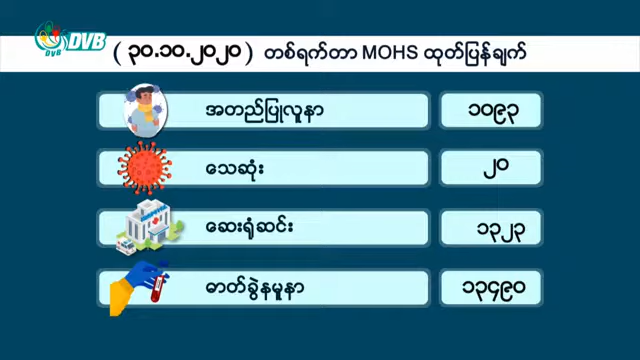 DVB
DVB
( ၃၀.၁၀.၂၀၂၀ ) တစ်ရက်တာ MOHS ထုတ်ပြန်ချက်
အတည်ပြုလူနာ ၁၀၉၃
သေဆုံး ၂၀
HOSPITAL
ဆေးရုံဆင်း ၁၃၂၃
ဓာတ်ခွဲနမူနာ ၁၃၄၉၀